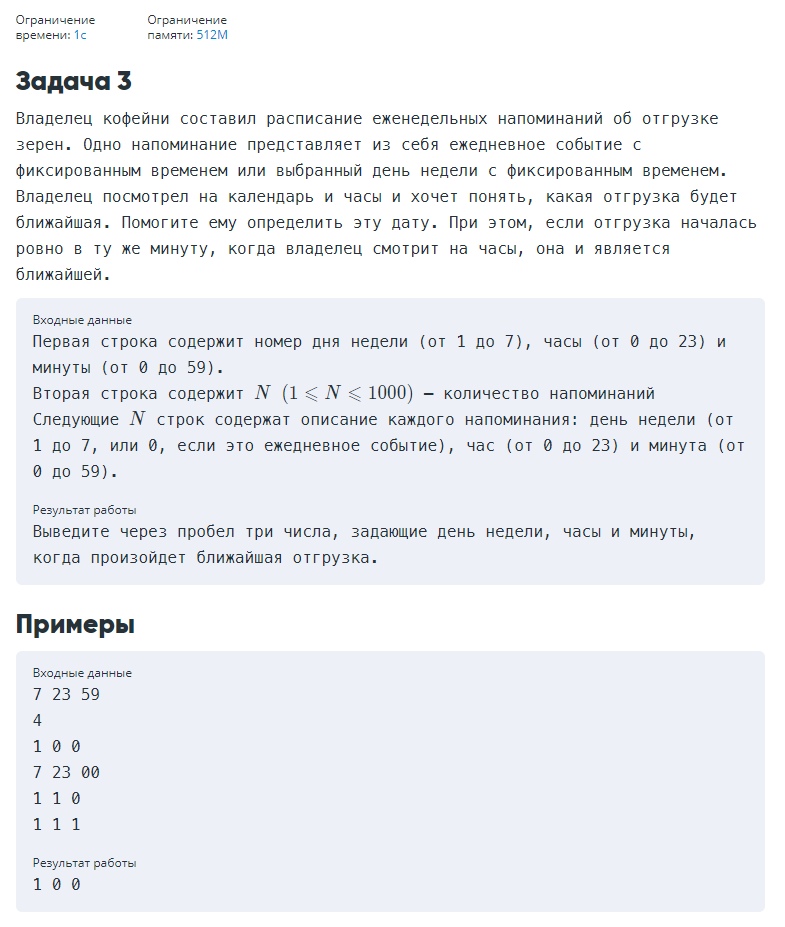 Ограничение
времени: 1с
Ограничение
памяти: 512M
Задача 3
Владелец кофейни составил расписание еженедельных напоминаний об отгрузке
зерен. Одно напоминание представляет из себя ежедневное событие с
фиксированным временем или выбранный день недели с фиксированным временем.
Владелец посмотрел на календарь и часы и хочет понять, какая отгрузка будет
ближайшая. Помогите ему определить эту дату. При этом, если отгрузка началась
ровно в ту же минуту, когда владелец смотрит на часы, она и является
ближайшей.
Входные данные
Первая строка содержит номер дня недели (от 1 до 7), часы (от 0 до 23) и
минуты (от 0 до 59).
Вторая строка содержит N (1 ⩽ N ⩽ 1000) – количество напоминаний
Следующие N строк содержат описание каждого напоминания: день недели (от
1 до 7, или 0, если это ежедневное событие), час (от 0 до 23) и минута (от
0 до 59).
Результат работы
Выведите через пробел три числа, задающие день недели, часы и минуты,
когда произойдет ближайшая отгрузка.
Примеры
Входные данные
7 23 59
4
1 0 0
7 23 00
1 1 0
1 1 1
Результат работы
1 0 0